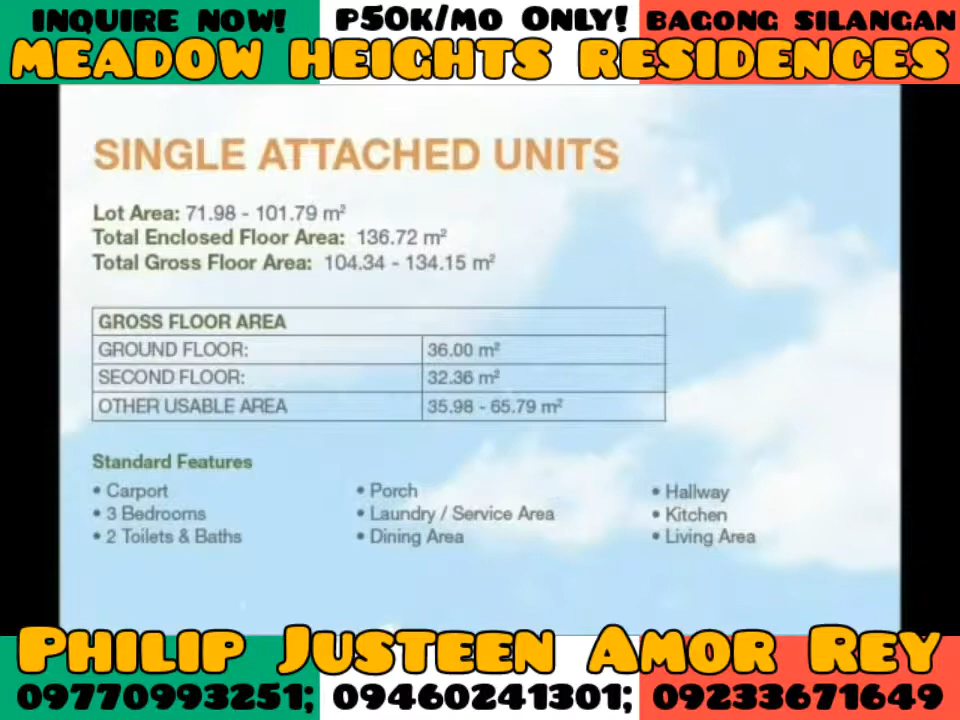 INQUIRE NOW! P50K/MO ONLY! BAGONG SILANGAN
MEADOW HEIGHTS RESIDENCES
SINGLE ATTACHED UNITS
Lot Area: 71.98 - 101.79 m²
Total Enclosed Floor Area: 136.72 m²
Total Gross Floor Area: 104.34 - 134.15 m²
GROSS FLOOR AREA
GROUND FLOOR: 36.00 m²
SECOND FLOOR: 32.36 m²
OTHER USABLE AREA 35.98 - 65.79 m²
Standard Features
• Carport • Porch • Hallway
• 3 Bedrooms • Laundry / Service Area • Kitchen
• 2 Toilets & Baths • Dining Area • Living Area
PHILIP JUSTEEN AMOR REY
09770993251; 09460241301; 09233671649